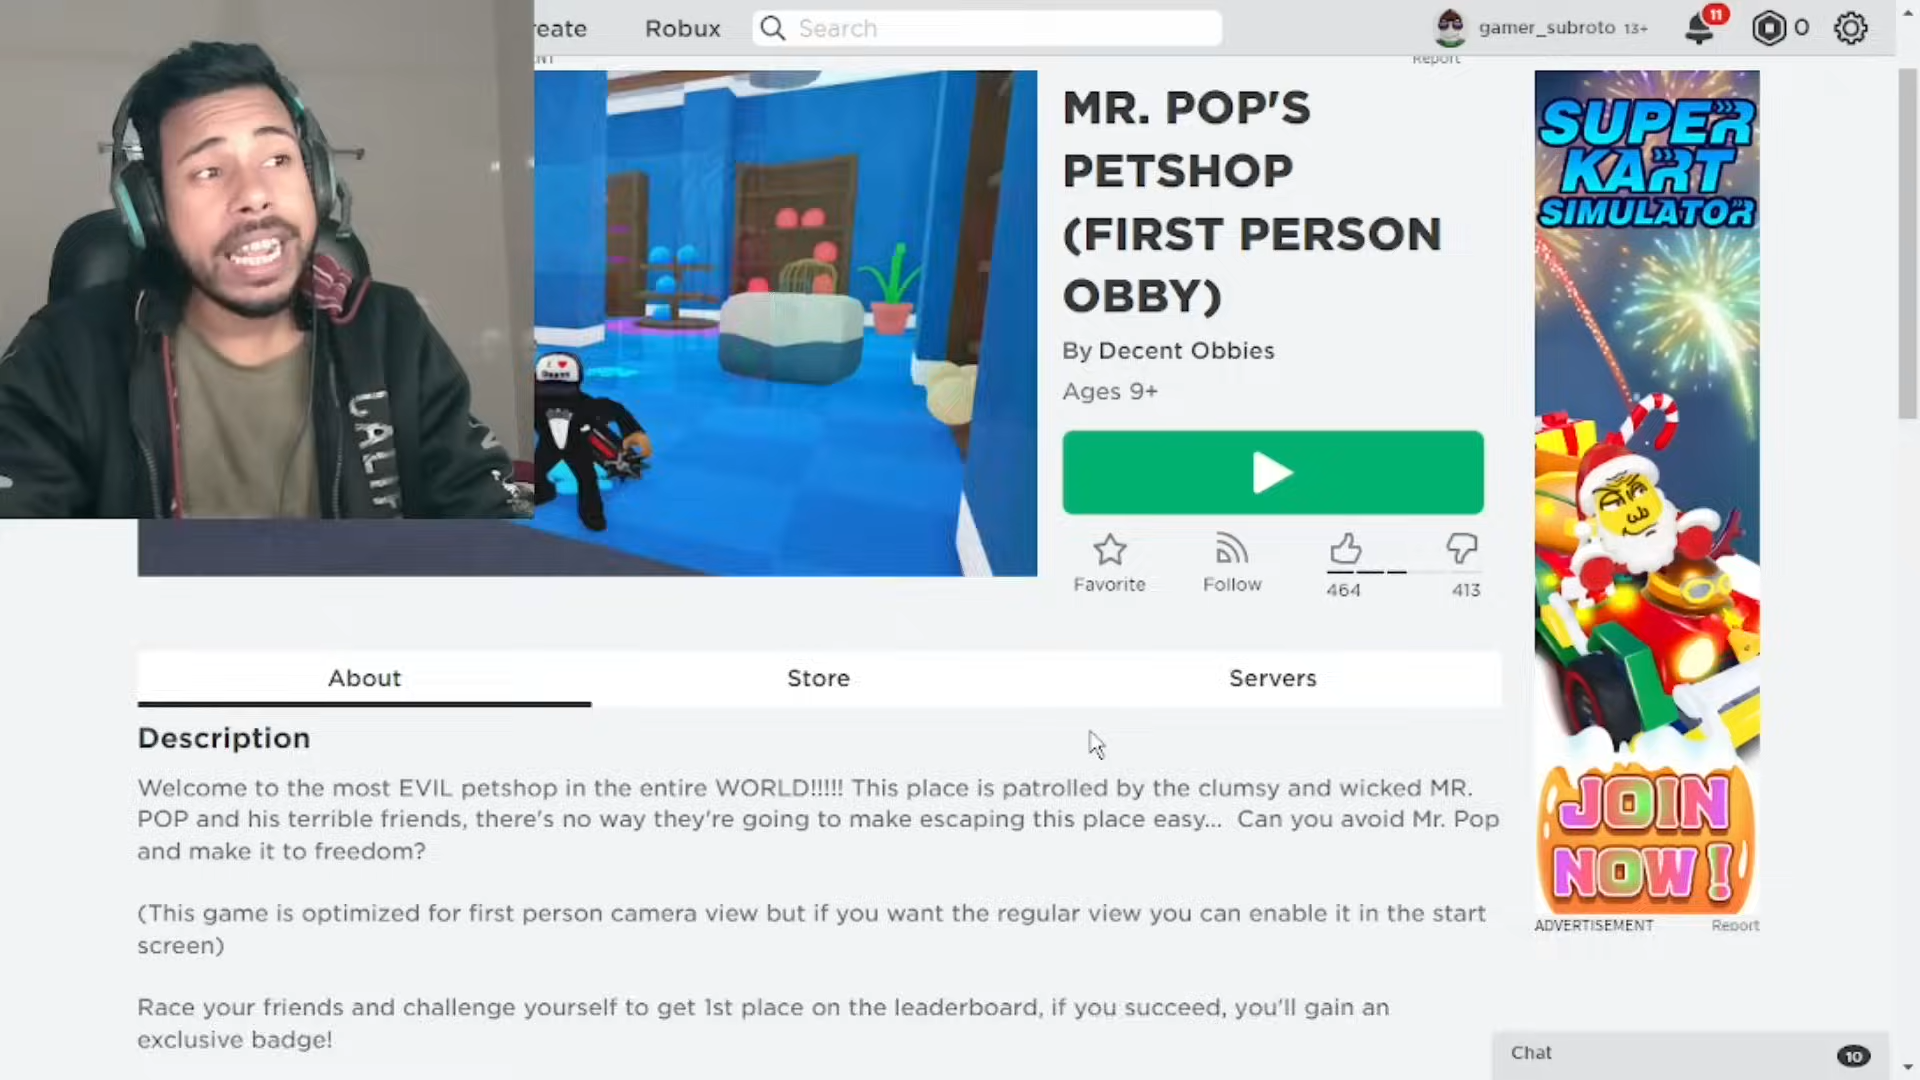 Robux
Search
gamer_subroto 13+
11
0
Report
MR. POP'S
PETSHOP
(FIRST PERSON
OBBY)
By Decent Obbies
Ages 9+
Favorite
Follow
464
413
SUPER
KART
SIMULATOR
JOIN
NOW!
ADVERTISEMENT
Report
About
Store
Servers
Description
Welcome to the most EVIL petshop in the entire WORLD!!!!! This place is patrolled by the clumsy and wicked MR.
POP and his terrible friends, there's no way they're going to make escaping this place easy... Can you avoid Mr. Pop
and make it to freedom?
(This game is optimized for first person camera view but if you want the regular view you can enable it in the start
screen)
Race your friends and challenge yourself to get 1st place on the leaderboard, if you succeed, you'll gain an
exclusive badge!
Chat
10